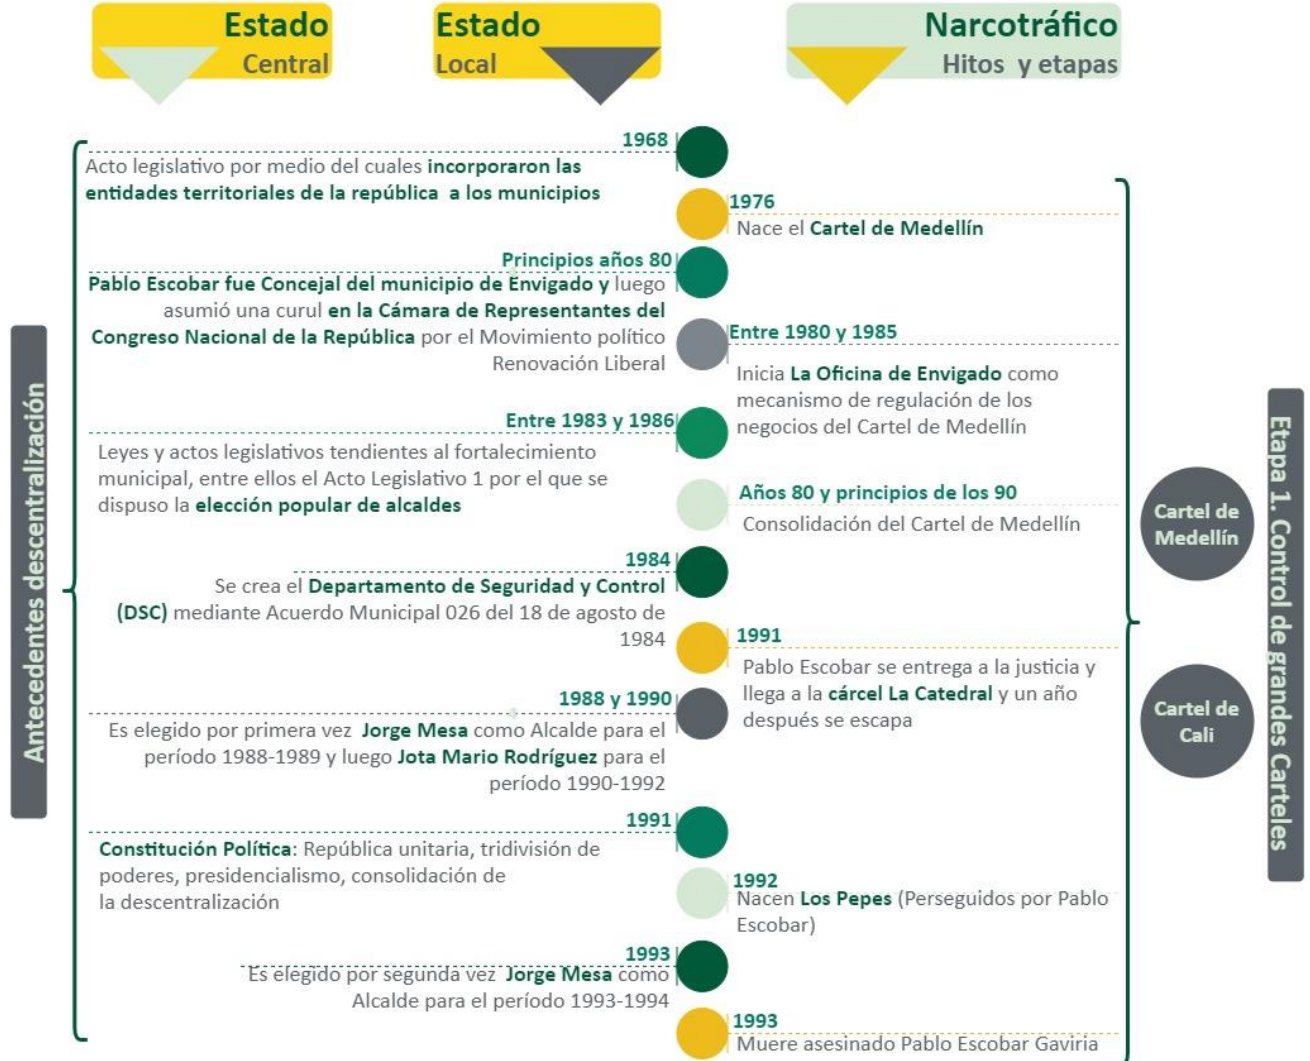 Estado
Central
Estado
Local
Narcotráfico
Hitos y etapas
Antecedentes descentralización
1968
Acto legislativo por medio del cuales incorporaron las
entidades territoriales de la república a los municipios
1976
Nace el Cartel de Medellín
Principios años 80
Pablo Escobar fue Concejal del municipio de Envigado y luego
asumió una curul en la Cámara de Representantes del
Congreso Nacional de la República por el Movimiento político
Renovación Liberal
Entre 1980 y 1985
Inicia La Oficina de Envigado como
mecanismo de regulación de los
negocios del Cartel de Medellín
Entre 1983 y 1986
Leyes y actos legislativos tendientes al fortalecimiento
municipal, entre ellos el Acto Legislativo 1 por el que se
dispuso la elección popular de alcaldes
Años 80 y principios de los 90
Consolidación del Cartel de Medellín
1984
Se crea el Departamento de Seguridad y Control
(DSC) mediante Acuerdo Municipal 026 del 18 de agosto de
1984
1991
Pablo Escobar se entrega a la justicia y
llega a la cárcel La Catedral y un año
después se escapa
1988 y 1990
Es elegido por primera vez Jorge Mesa como Alcalde para el
período 1988-1989 y luego Jota Mario Rodríguez para el
período 1990-1992
1991
Constitución Política: República unitaria, tridivisión de
poderes, presidencialismo, consolidación de
la descentralización
1992
Nacen Los Pepes (Perseguidos por Pablo
Escobar)
1993
Es elegido por segunda vez Jorge Mesa como
Alcalde para el período 1993-1994
1993
Muere asesinado Pablo Escobar Gaviria
Cartel de
Medellín
Cartel de
Cali
Etapa 1. Control de grandes Carteles